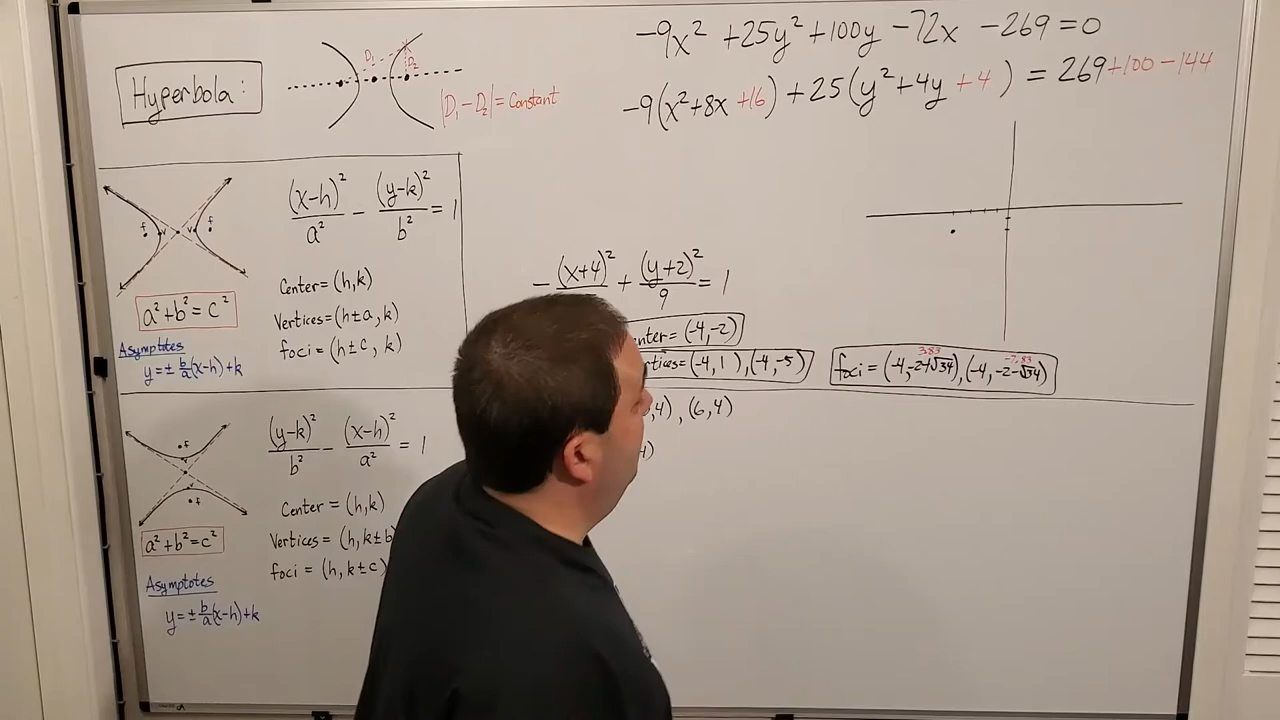 Hyperbola:
D₁ D₂
|D₁-D₂| = Constant
-9x² +25y² +100y -72x -269 = 0
-9(x²+8x +16) + 25(y²+4y +4) = 269 +100 -144
f v v f
(x-h)²/a² - (y-k)²/b² = 1
a² + b² = c²
Asymptotes
y = ± b/a(x-h)+k
Center = (h,k)
Vertices = (h±a, k)
foci = (h±c, k)
-(x+4)² + (y+2)²/9 = 1
enter = (-4,-2)
rtices = (-4,1), (-4,-5)
3.83 -7.83
foci = (-4,-2+√34), (-4,-2-√34)
,4), (6,4)
4)
f v v f
(y-k)²/b² - (x-h)²/a² = 1
a² + b² = c²
Asymptotes
y = ± b/a(x-h)+k
Center = (h,k)
Vertices = (h, k±b
foci = (h, k±c)